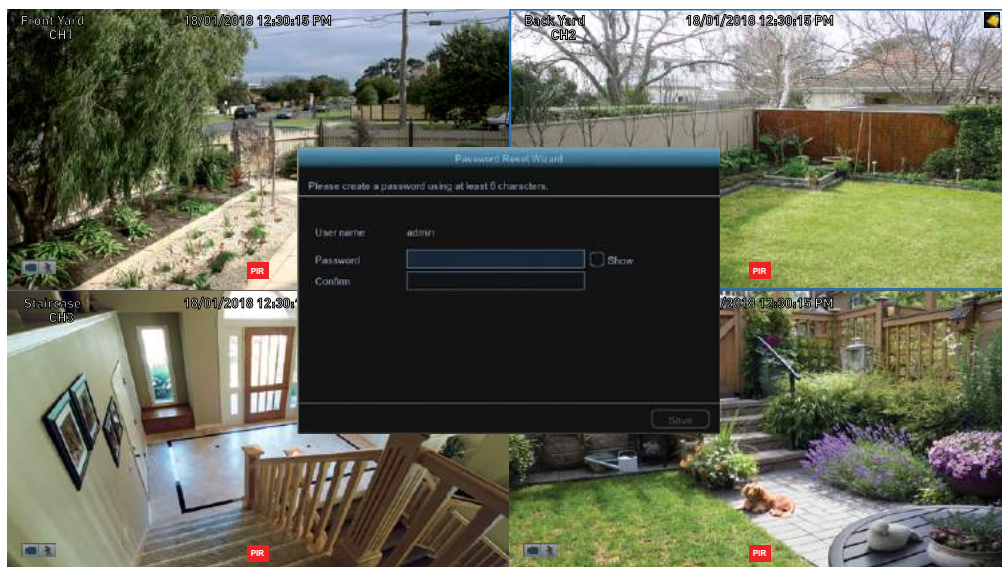 Front Yard
CH1
18/01/2018 12:30:15 PM
Back Yard
CH2
18/01/2018 12:30:15 PM
Password Reset Wizard
Please create a password using at least 6 characters.
User name admin
Password Show
Confirm
PIR
PIR
Staircase
CH3
18/01/2018 12:30:1
/2018 12:30:15 PM
Save
PIR
PIR